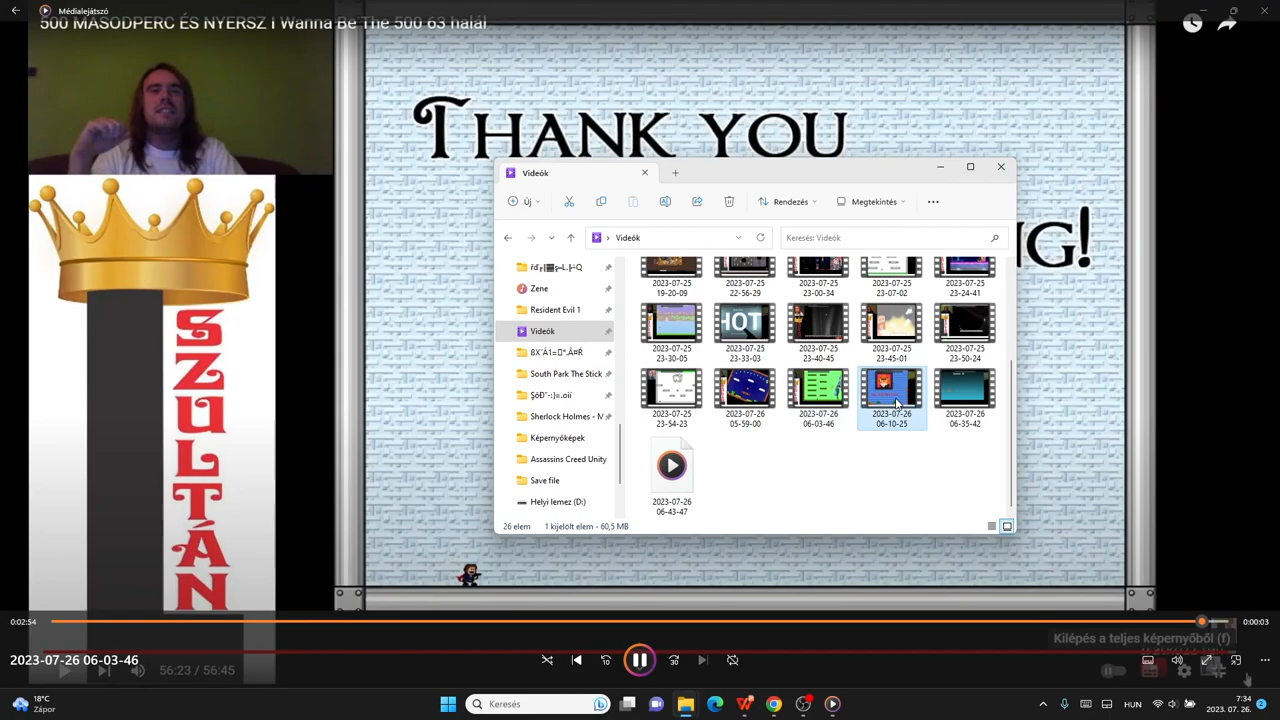 Médialejátszó
500 MÁSODPERC ÉS NYERSZ I Wanna Be The 500 63 halál
THANK YOU
G!
SZULTÁN
Videók
Új
Rendezés
Megtekintés
Videók
Keresés: Videók
Zene
Resident Evil 1
Videók
South Park The Stick
Sherlock Holmes - M
Képernyőképek
Assassins Creed Unity
Save file
Helyi lemez (D:)
2023-07-25 19-20-09
2023-07-25 22-56-29
2023-07-25 23-00-34
2023-07-25 23-07-02
2023-07-25 23-24-41
HOT
2023-07-25 23-30-05
2023-07-25 23-33-03
2023-07-25 23-40-45
2023-07-25 23-45-01
2023-07-25 23-50-24
2023-07-25 23-54-23
2023-07-26 05-59-00
2023-07-26 06-03-46
2023-07-26 06-10-25
2023-07-26 06-35-42
2023-07-26 06-43-47
26 elem 1 kijelölt elem - 60,5 MB
0:02:54
0:00:03
Kilépés a teljes képernyőből (f)
2023-07-26 06-03-46
10
30
56:23 / 56:45
18°C
Zápor
Keresés
HUN
7:34
2023. 07. 26.
2